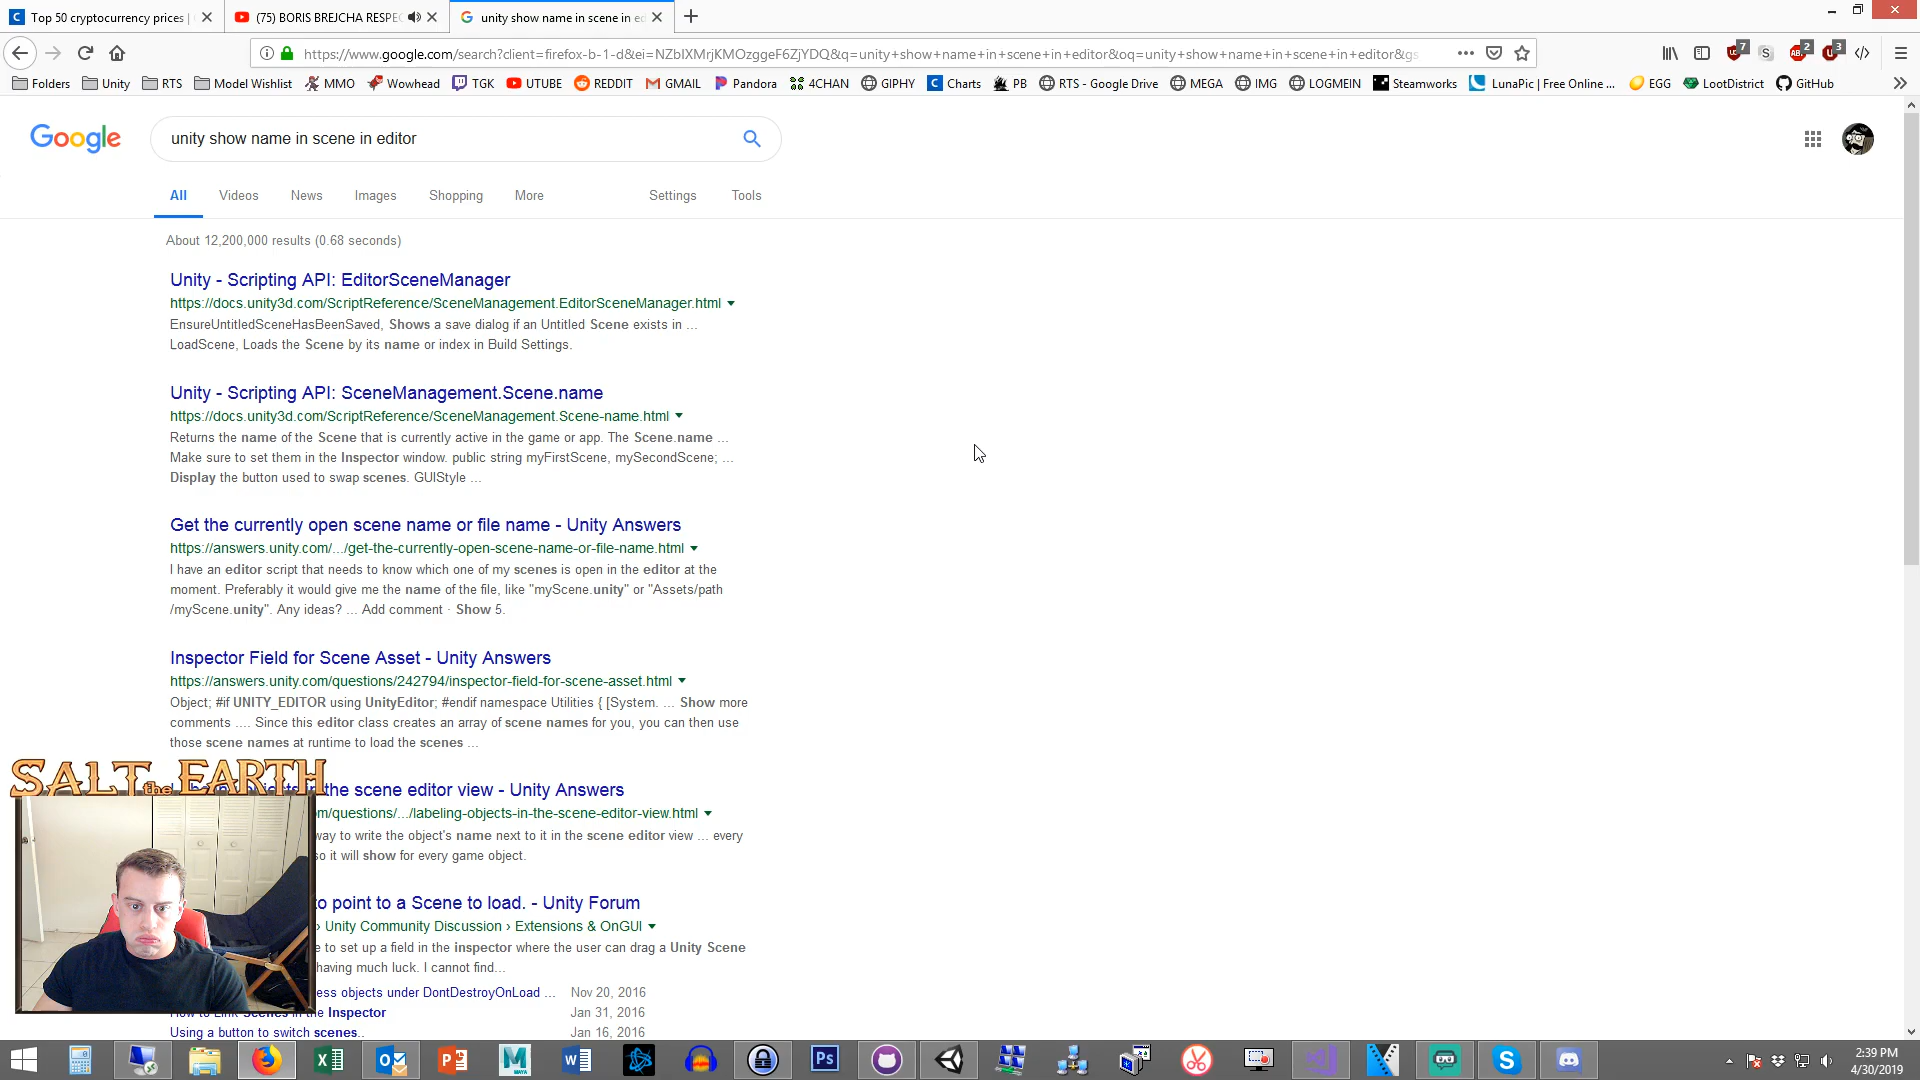 Top 50 cryptocurrency prices |
(75) BORIS BREJCHA RESPEC
unity show name in scene in ed
https://www.google.com/search?client=firefox-b-1-d&ei=NZbIXMrjKMOzggeF6ZjYDQ&q=unity+show+name+in+scene+in+editor&oq=unity+show+name+in+scene+in+editor&gs
7
2
3
Folders
Unity
RTS
Model Wishlist
MMO
Wowhead
TGK
UTUBE
REDDIT
GMAIL
Pandora
4CHAN
GIPHY
Charts
PB
RTS - Google Drive
MEGA
IMG
LOGMEIN
Steamworks
LunaPic | Free Online ...
EGG
LootDistrict
GitHub
Google
unity show name in scene in editor
All
Videos
News
Images
Shopping
More
Settings
Tools
About 12,200,000 results (0.68 seconds)
Unity - Scripting API: EditorSceneManager
https://docs.unity3d.com/ScriptReference/SceneManagement.EditorSceneManager.html
EnsureUntitledSceneHasBeenSaved, Shows a save dialog if an Untitled Scene exists in ...
LoadScene, Loads the Scene by its name or index in Build Settings.
Unity - Scripting API: SceneManagement.Scene.name
https://docs.unity3d.com/ScriptReference/SceneManagement.Scene-name.html
Returns the name of the Scene that is currently active in the game or app. The Scene.name ...
Make sure to set them in the Inspector window. public string myFirstScene, mySecondScene; ...
Display the button used to swap scenes. GUIStyle ...
Get the currently open scene name or file name - Unity Answers
https://answers.unity.com/.../get-the-currently-open-scene-name-or-file-name.html
I have an editor script that needs to know which one of my scenes is open in the editor at the
moment. Preferably it would give me the name of the file, like "myScene.unity" or "Assets/path
/myScene.unity". Any ideas? ... Add comment · Show 5.
Inspector Field for Scene Asset - Unity Answers
https://answers.unity.com/questions/242794/inspector-field-for-scene-asset.html
Object; #if UNITY_EDITOR using UnityEditor; #endif namespace Utilities { [System. ... Show more
comments .... Since this editor class creates an array of scene names for you, you can then use
those scene names at runtime to load the scenes ...
SALT the EARTH
the scene editor view - Unity Answers
m/questions/.../labeling-objects-in-the-scene-editor-view.html
way to write the object's name next to it in the scene editor view ... every
so it will show for every game object.
to point to a Scene to load. - Unity Forum
› Unity Community Discussion › Extensions & OnGUI
e to set up a field in the inspector where the user can drag a Unity Scene
having much luck. I cannot find...
ess objects under DontDestroyOnLoad ...
Nov 20, 2016
How to Link Scenes in the Inspector
Jan 31, 2016
Using a button to switch scenes..
Jan 16, 2016
2:39 PM
4/30/2019